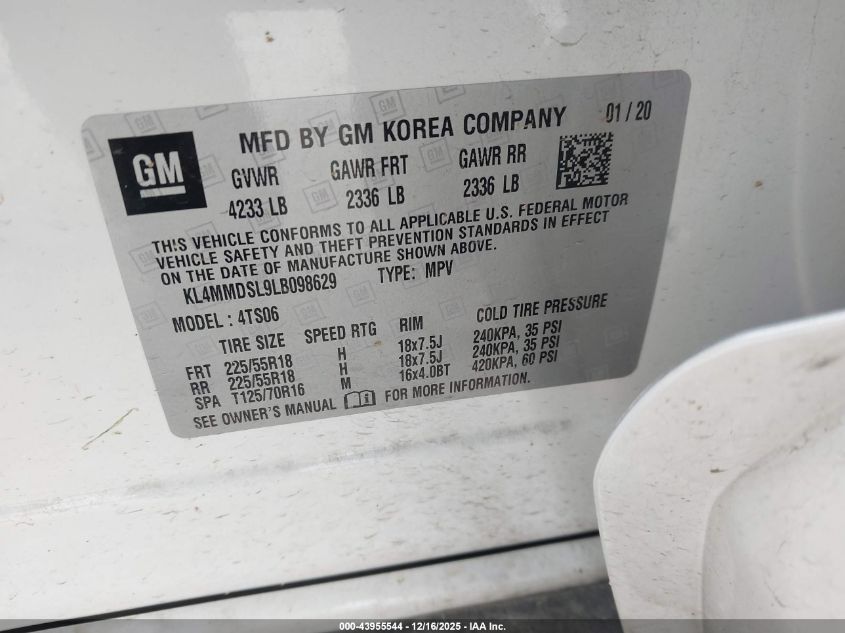 GM
MFD BY GM KOREA COMPANY 01 / 20
GVWR GAWR FRT GAWR RR
4233 LB 2336 LB 2336 LB
THIS VEHICLE CONFORMS TO ALL APPLICABLE U.S. FEDERAL MOTOR
VEHICLE SAFETY AND THEFT PREVENTION STANDARDS IN EFFECT
ON THE DATE OF MANUFACTURE SHOWN ABOVE.
KL4MMDSL9LB098629 TYPE: MPV
MODEL : 4TS06
TIRE SIZE SPEED RTG RIM COLD TIRE PRESSURE
FRT 225/55R18 H 18x7.5J 240KPA, 35 PSI
RR 225/55R18 H 18x7.5J 240KPA, 35 PSI
SPA T125/70R16 M 16x4.0BT 420KPA, 60 PSI
SEE OWNER'S MANUAL FOR MORE INFORMATION.
000-43955544 - 12/16/2025 - IAA Inc.